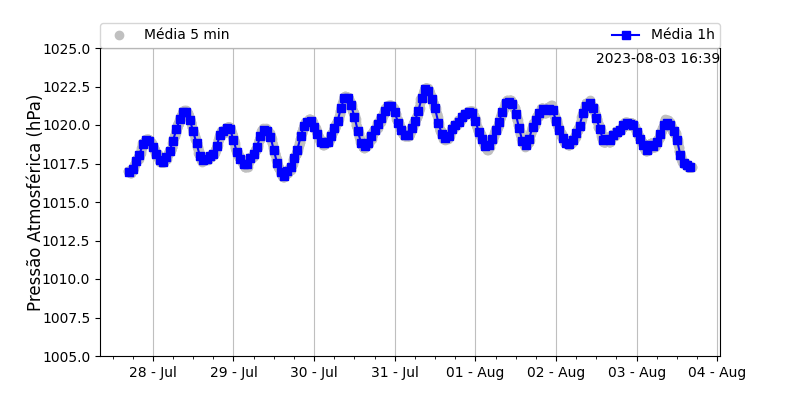 Média 5 min
Média 1h
2023-08-03 16:39
Pressão Atmosférica (hPa)
1025.0
1022.5
1020.0
1017.5
1015.0
1012.5
1010.0
1007.5
1005.0
28 - Jul
29 - Jul
30 - Jul
31 - Jul
01 - Aug
02 - Aug
03 - Aug
04 - Aug